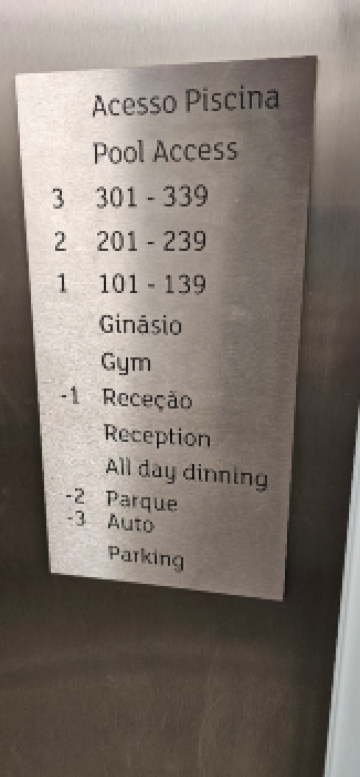 Acesso Piscina
Pool Access
3 301 - 339
2 201 - 239
1 101 - 139
Ginásio
Gym
-1 Receção
Reception
All day dinning
-2 Parque
-3 Auto
Parking